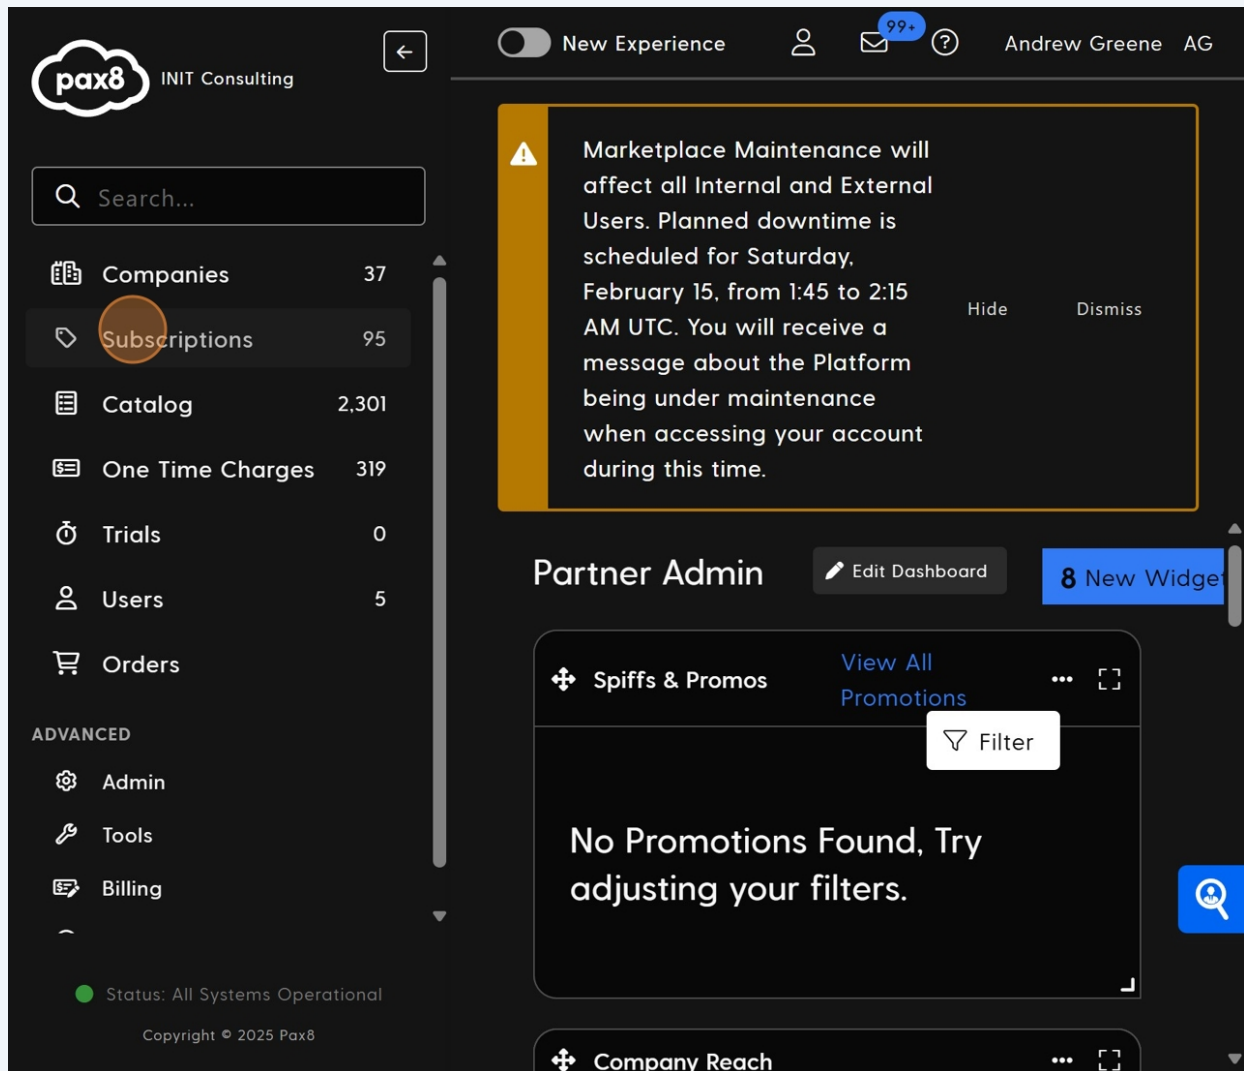 pax8
INIT Consulting
New Experience
99+
Andrew Greene
AG
Search...
Companies
37
Subscriptions
95
Catalog
2,301
One Time Charges
319
Trials
0
Users
5
Orders
ADVANCED
Admin
Tools
Billing
Status: All Systems Operational
Copyright © 2025 Pax8
Marketplace Maintenance will
affect all Internal and External
Users. Planned downtime is
scheduled for Saturday,
February 15, from 1:45 to 2:15
AM UTC. You will receive a
message about the Platform
being under maintenance
when accessing your account
during this time.
Hide
Dismiss
Partner Admin
Edit Dashboard
8 New Widget
Spiffs & Promos
View All
Promotions
Filter
No Promotions Found, Try
adjusting your filters.
Company Reach